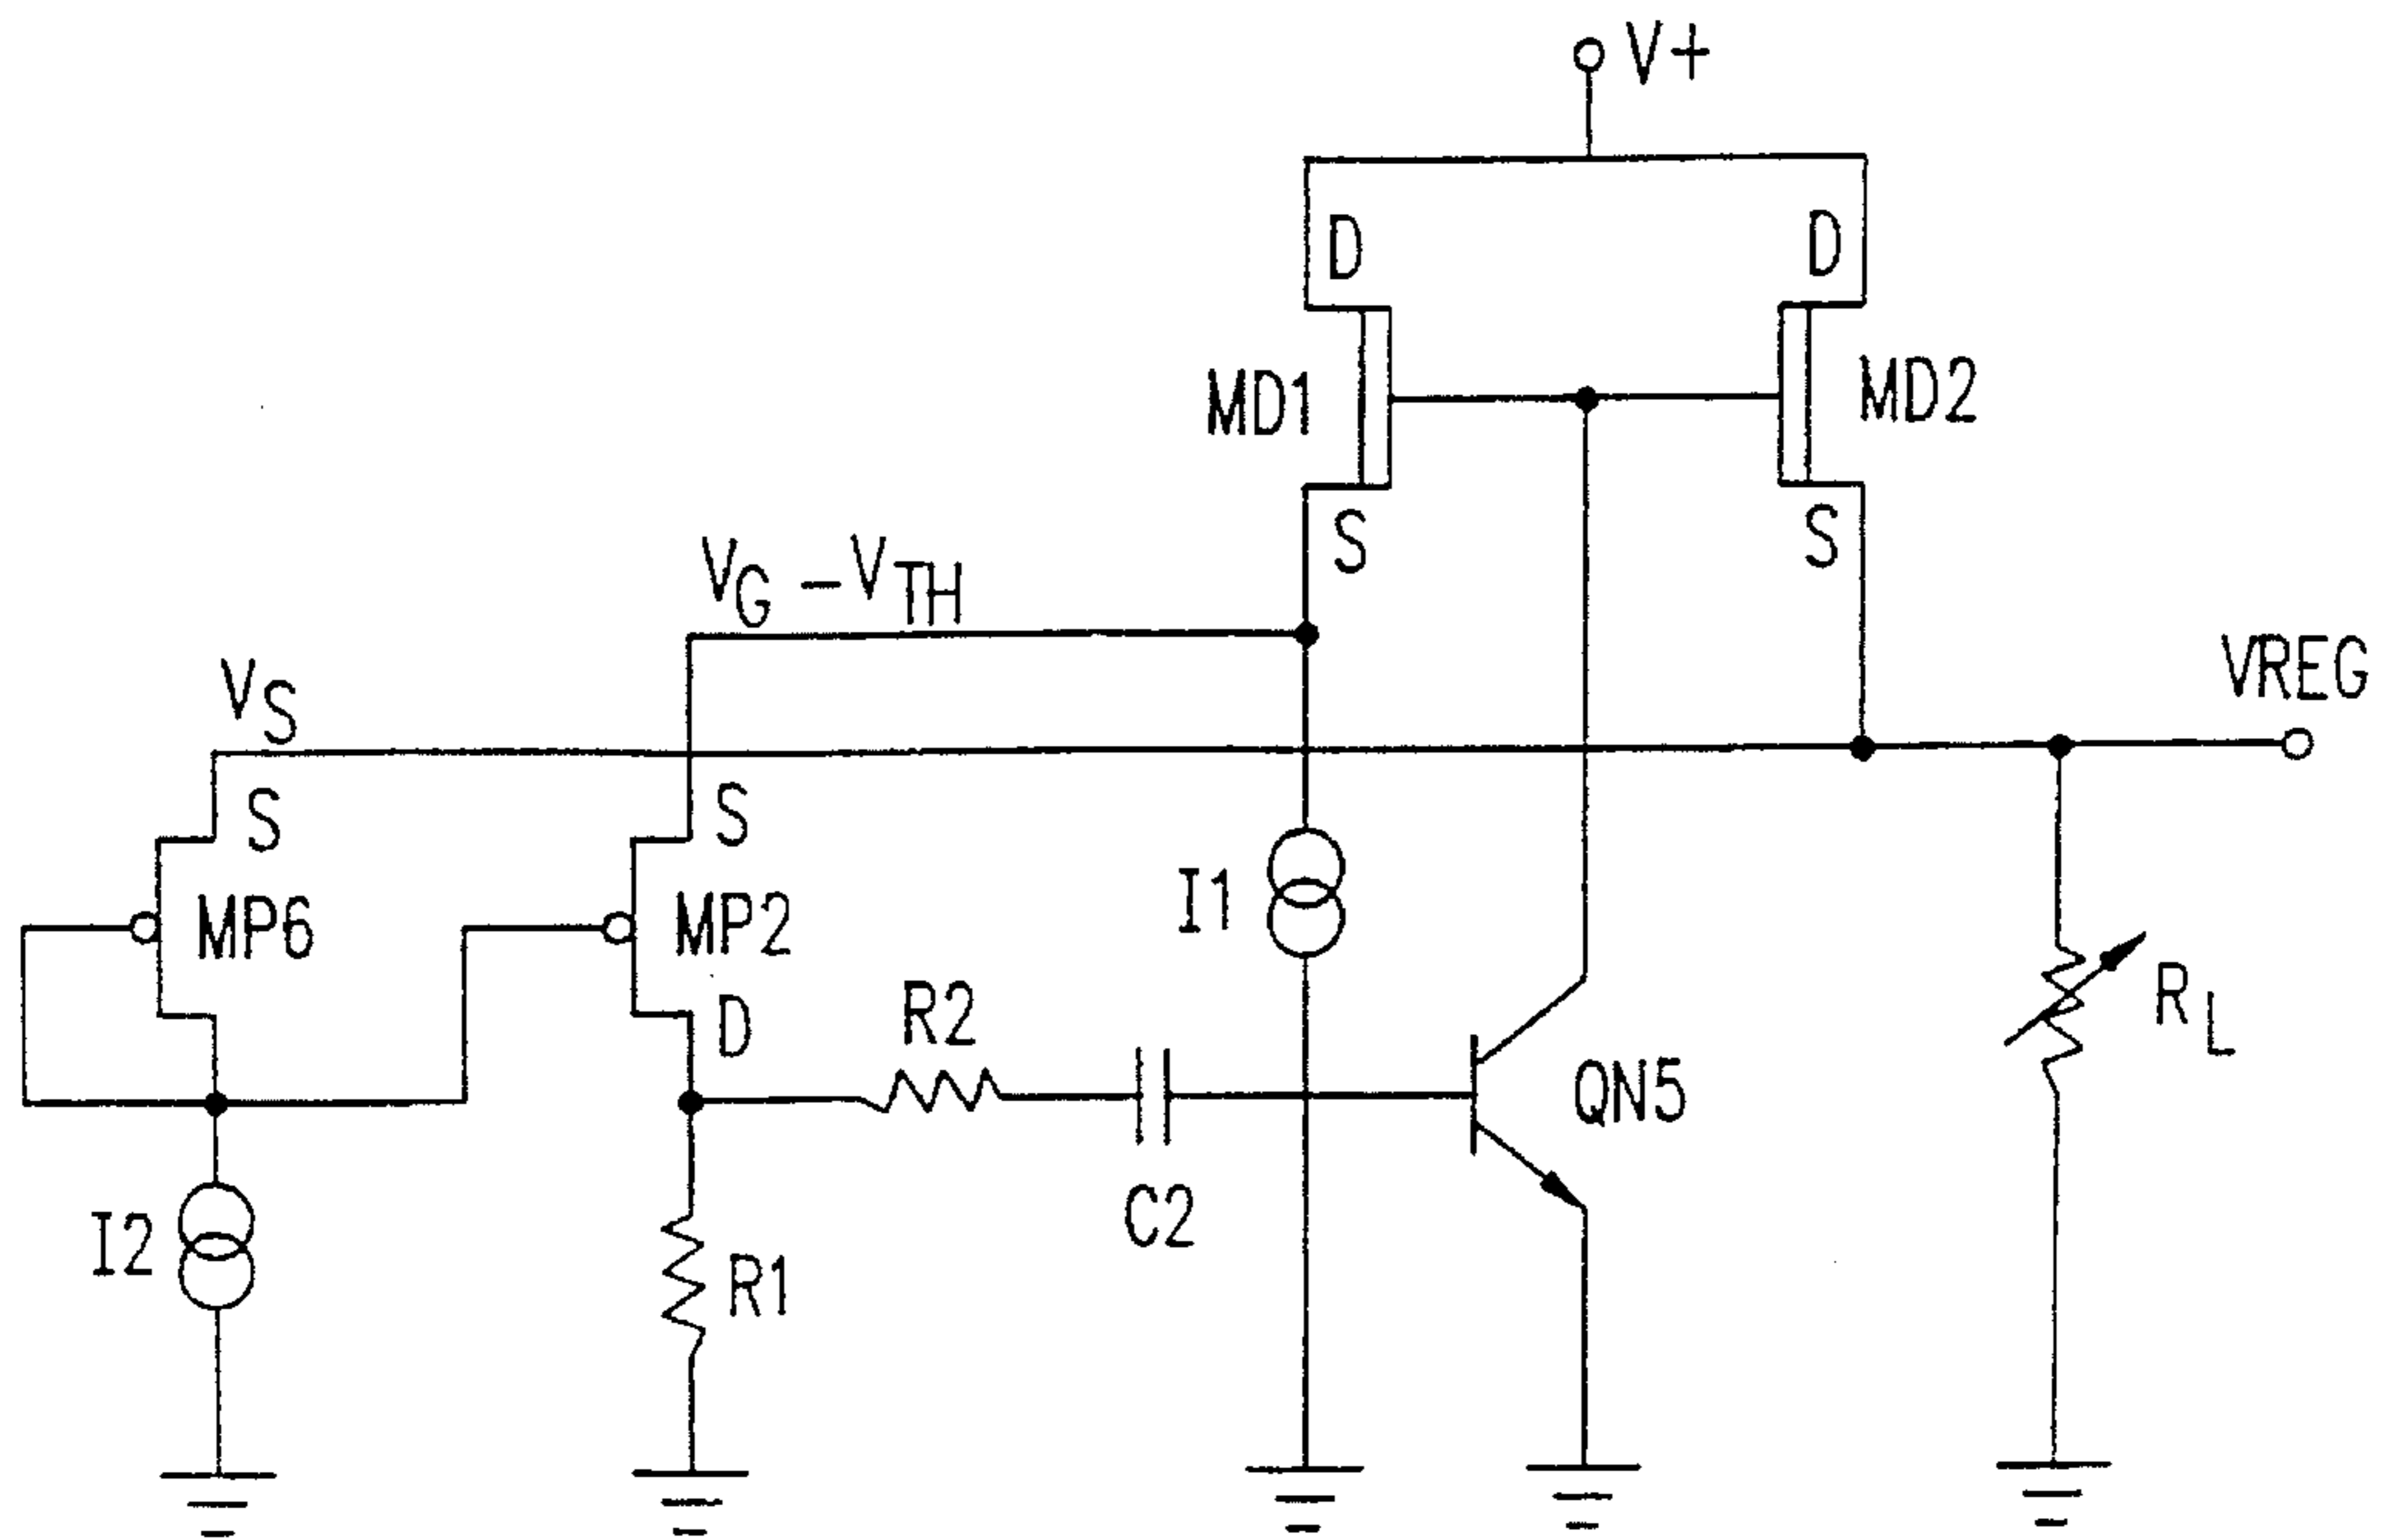 V+
D
D
MD1
MD2
S
S
VG -VTH
VS
VREG
S
S
MP6
MP2
I1
D
R2
RL
QN5
C2
I2
R1